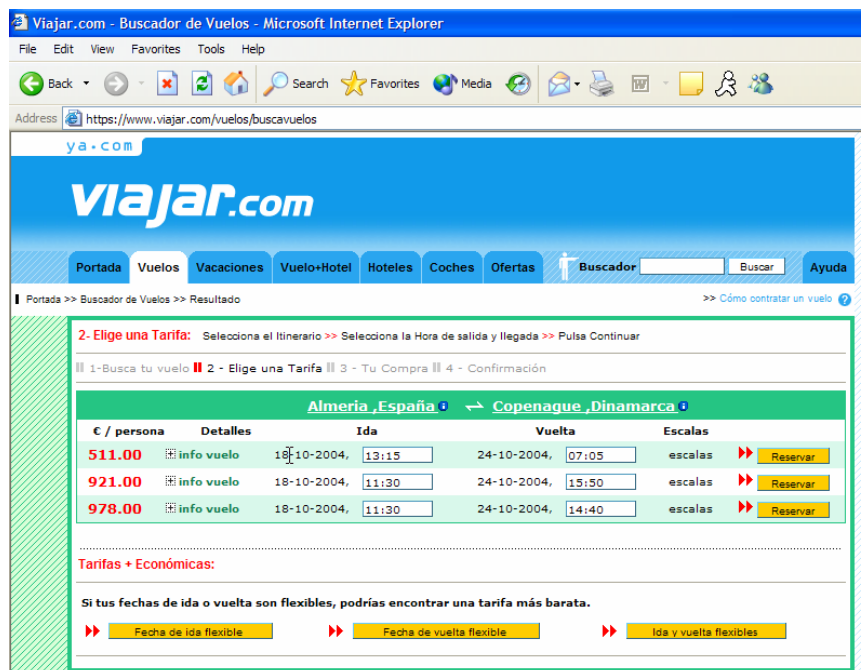 Viajar.com - Buscador de Vuelos - Microsoft Internet Explorer
File Edit View Favorites Tools Help
Back Search Favorites Media
Address https://www.viajar.com/vuelos/buscavuelos
ya.com
viajar.com
Portada Vuelos Vacaciones Vuelo+Hotel Hoteles Coches Ofertas Buscador Buscar Ayuda
Portada >> Buscador de Vuelos >> Resultado >> Cómo contratar un vuelo ?
2- Elige una Tarifa: Selecciona el Itinerario >> Selecciona la Hora de salida y llegada >> Pulsa Continuar
1-Busca tu vuelo 2 - Elige una Tarifa 3 - Tu Compra 4 - Confirmación
Almeria ,España i ⇌ Copenague ,Dinamarca i
€ / persona Detalles Ida Vuelta Escalas
511.00 info vuelo 18-10-2004, 13:15 24-10-2004, 07:05 escalas Reservar
921.00 info vuelo 18-10-2004, 11:30 24-10-2004, 15:50 escalas Reservar
978.00 info vuelo 18-10-2004, 11:30 24-10-2004, 14:40 escalas Reservar
Tarifas + Económicas:
Si tus fechas de ida o vuelta son flexibles, podrías encontrar una tarifa más barata.
Fecha de ida flexible Fecha de vuelta flexible Ida y vuelta flexibles